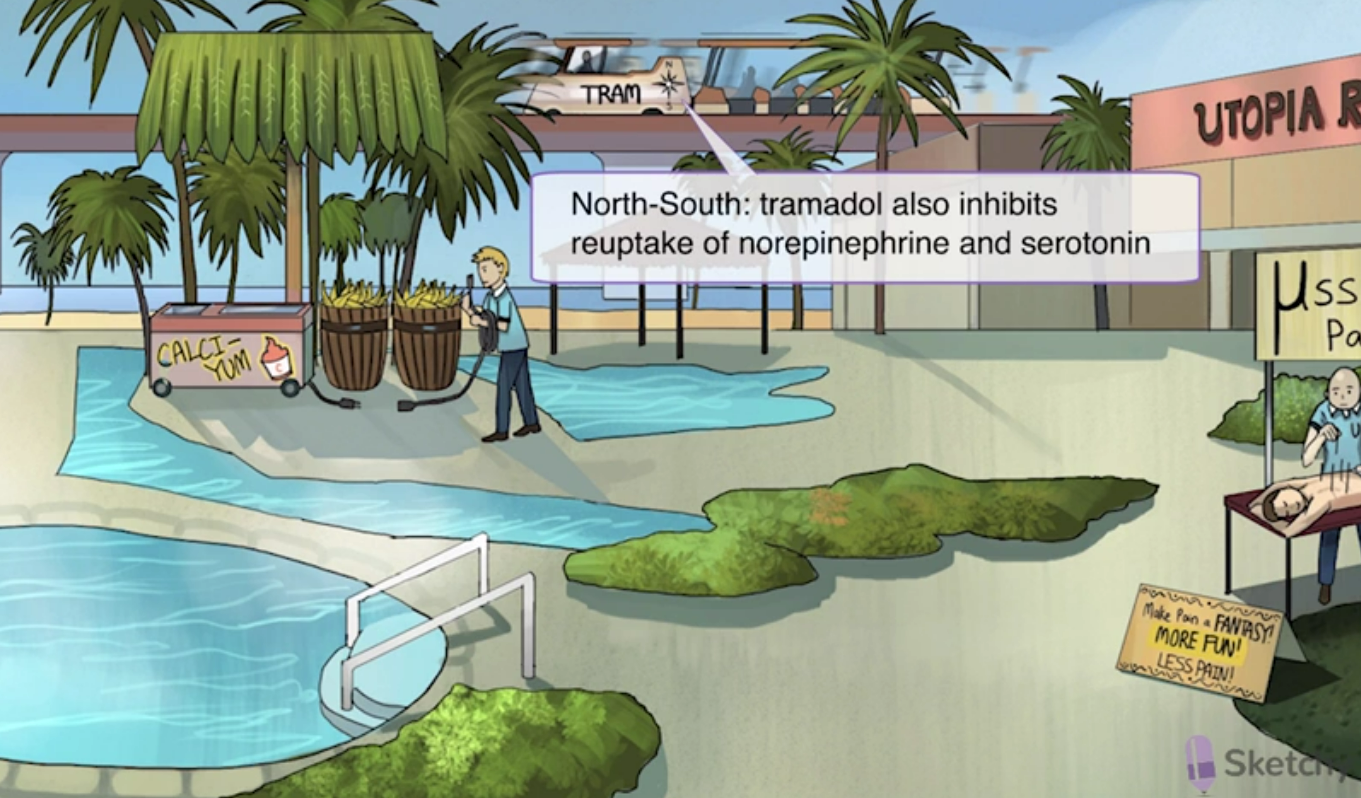 TRAM
N
S
UTOPIA R
North-South: tramadol also inhibits
reuptake of norepinephrine and serotonin
μss
Pa
CALCI-
YUM
C
Make Pain a FANTASY!
MORE FUN!
LESS PAIN!
Sketchy